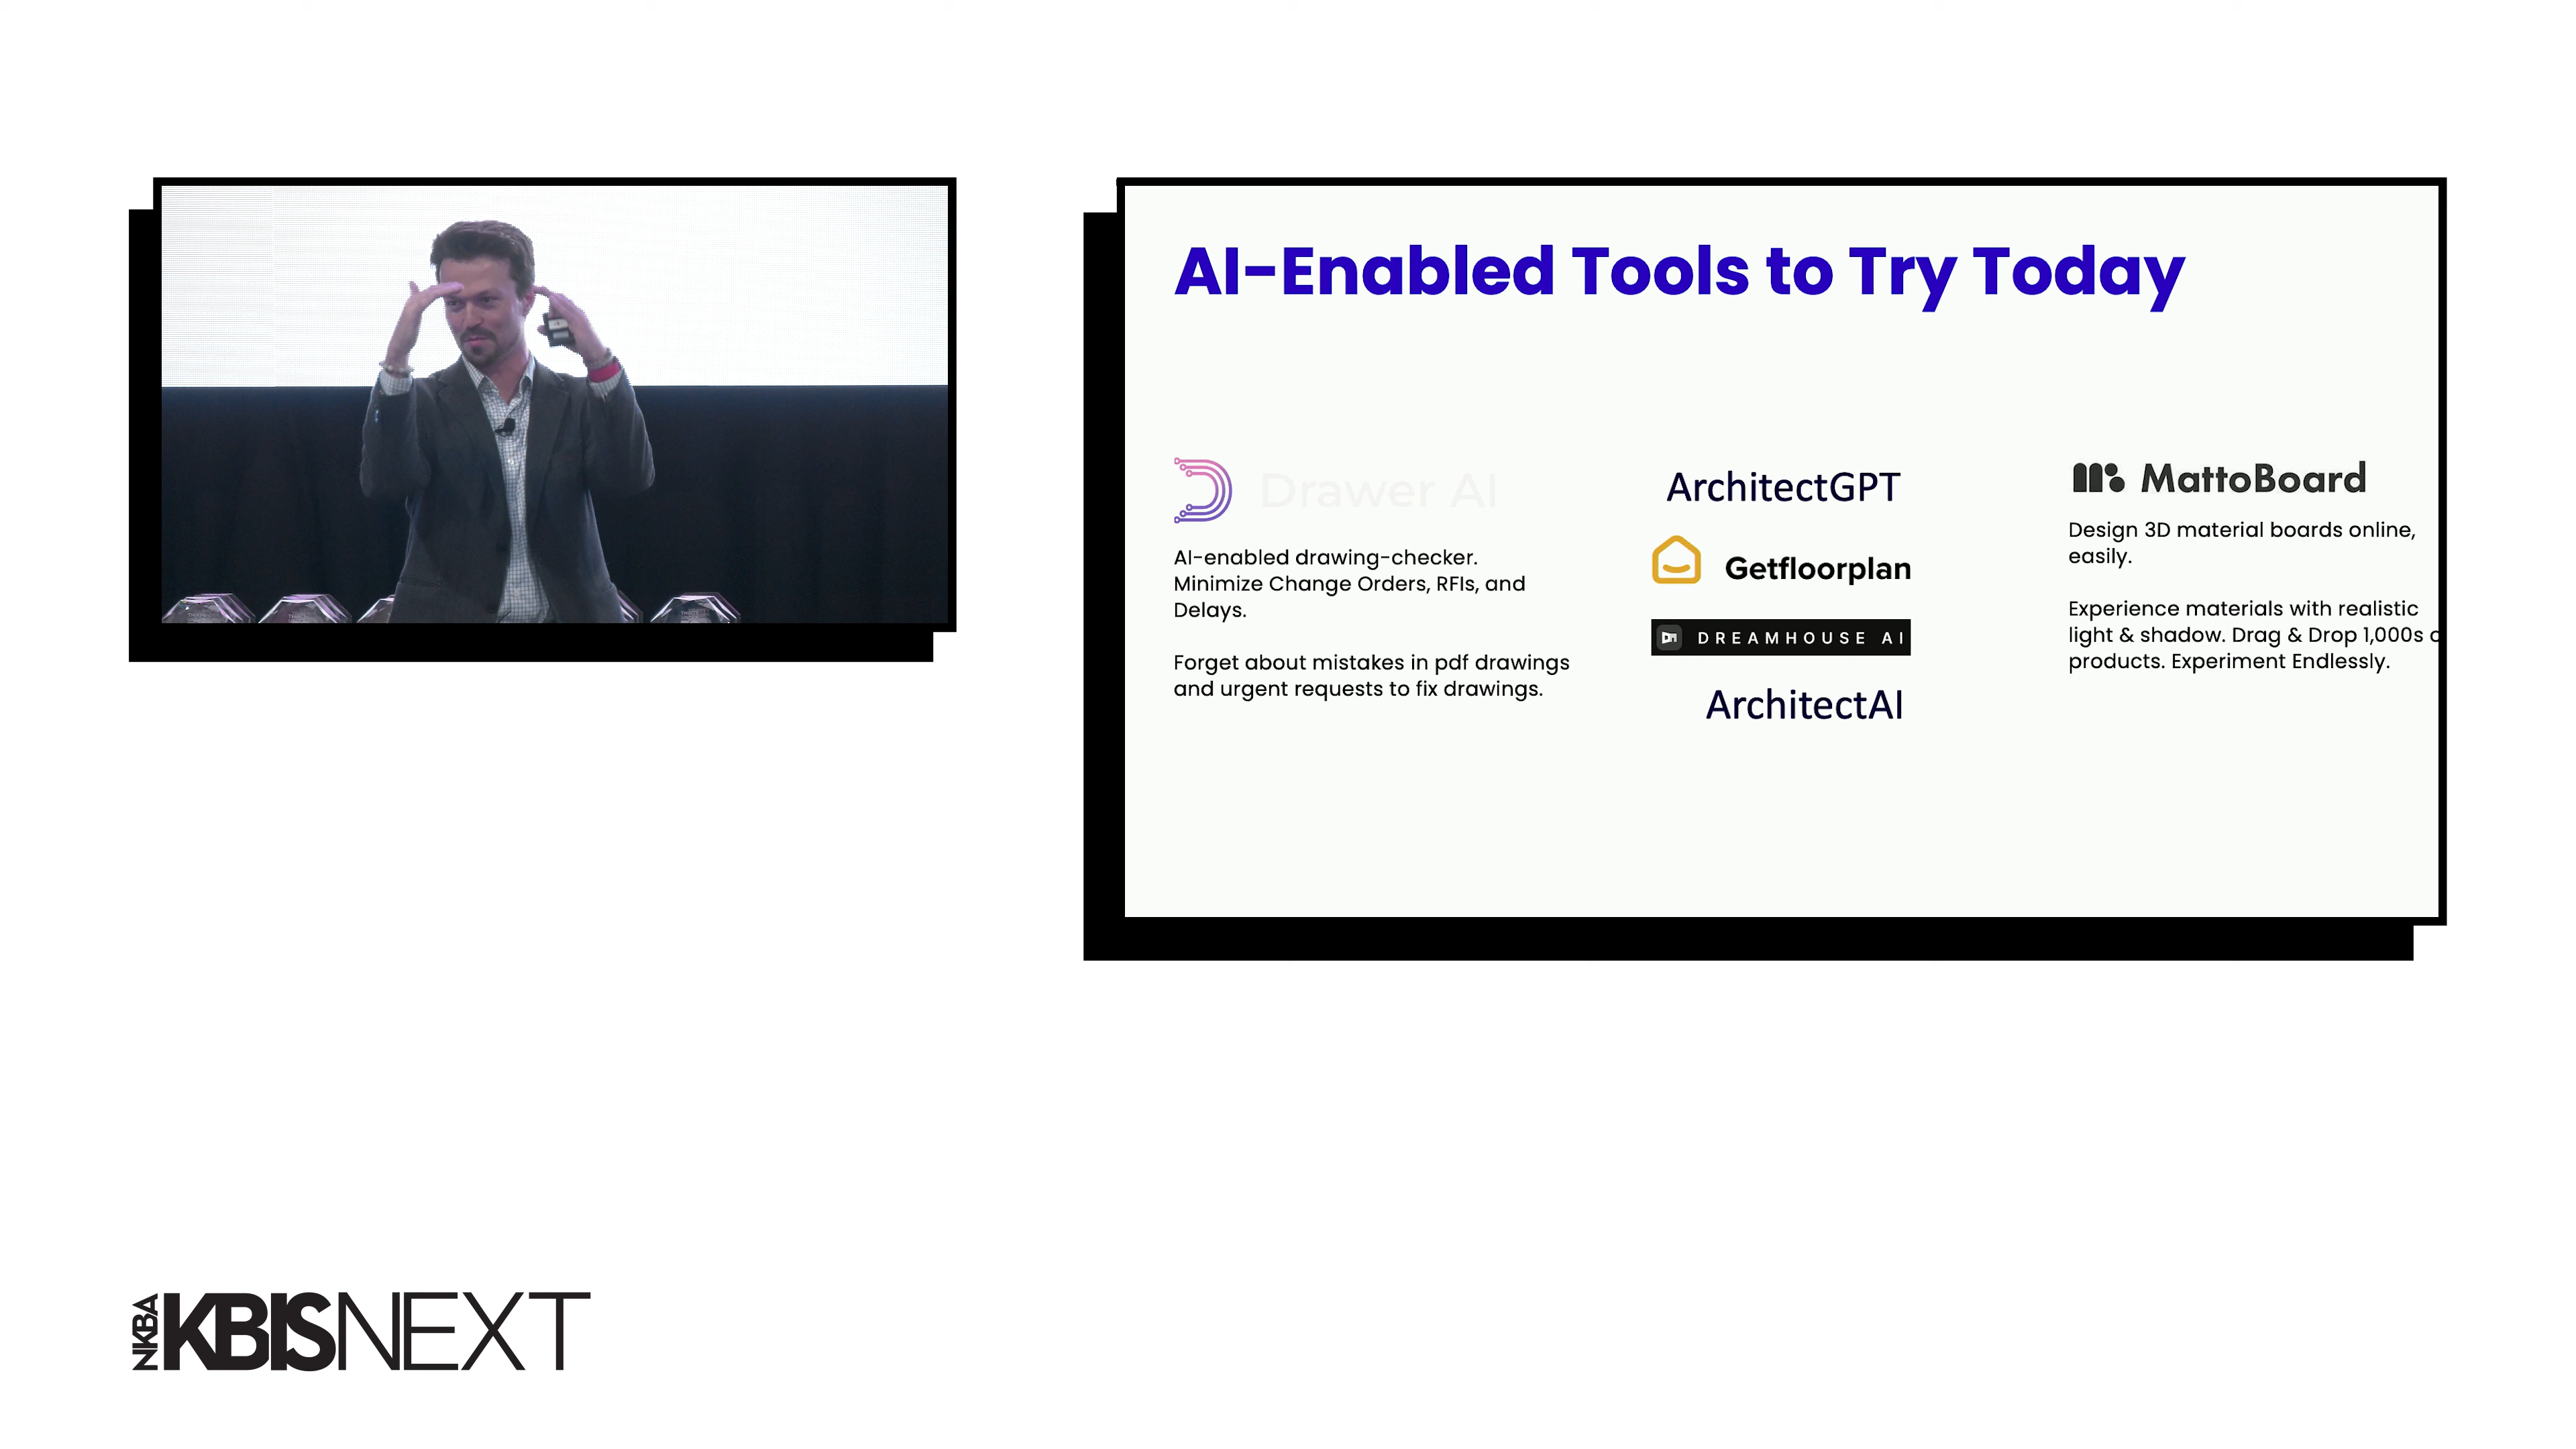 AI-Enabled Tools to Try Today
Drawer AI
AI-enabled drawing-checker.
Minimize Change Orders, RFIs, and
Delays.
Forget about mistakes in pdf drawings
and urgent requests to fix drawings.
ArchitectGPT
Getfloorplan
DREAMHOUSE AI
ArchitectAI
MattoBoard
Design 3D material boards online,
easily.
Experience materials with realistic
light & shadow. Drag & Drop 1,000s
products. Experiment Endlessly.
NKBA
KBISNEXT